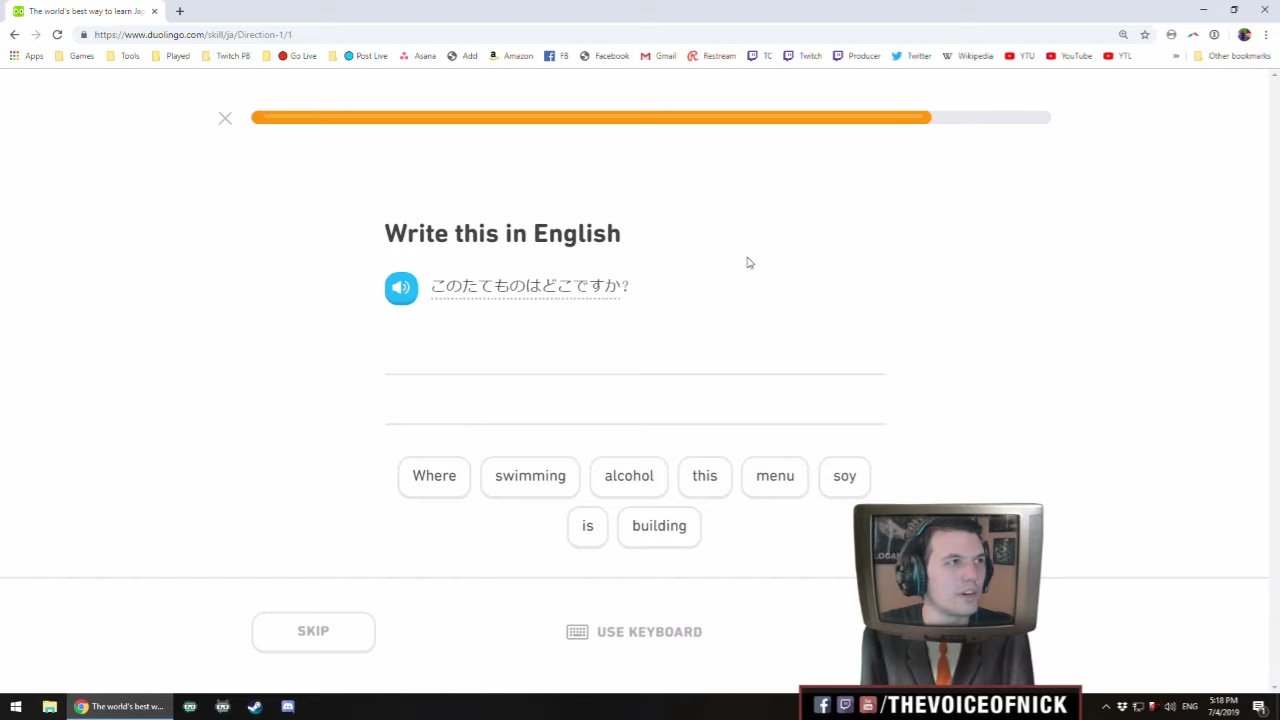 The world's best way to learn Ja
https://www.duolingo.com/skill/ja/Direction-1/1
Apps Games Tools Played Twitch PB Go Live Post Live Asana Add Amazon FB Facebook Gmail Restream TC Twitch Producer Twitter Wikipedia YTU YouTube YTL » Other bookmarks
Write this in English
このたてものはどこですか?
Where swimming alcohol this menu soy
is building
SKIP
USE KEYBOARD
/THEVOICEOFNICK
The world's best w...
ENG
5:18 PM
7/4/2019